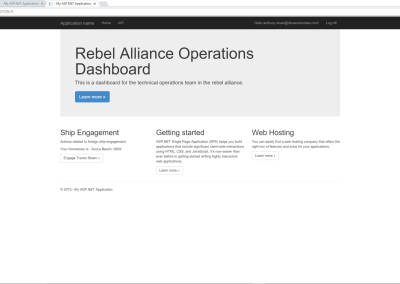 My ASP.NET Application
My ASP.NET Application
Application name
Home
API
Log off
Rebel Alliance Operations
Dashboard
This is a dashboard for the technical operations team in the rebel alliance.
Learn more »
Ship Engagement
Actions related to foreign ship engagement.
Your Hometown is : Avoca Beach, NSW
Engage Tractor Beam »
Getting started
ASP.NET Single Page Application (SPA) helps you build
applications that include significant client-side interactions
using HTML, CSS, and JavaScript. It's now easier than
ever before to getting started writing highly interactive
web applications.
Learn more »
Web Hosting
You can easily find a web hosting company that offers the
right mix of features and price for your applications.
Learn more »
© 2015 - My ASP.NET Application